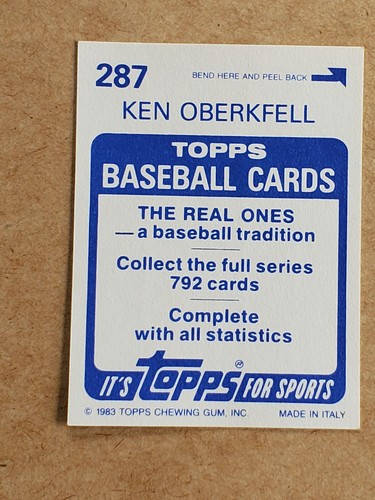 287
BEND HERE AND PEEL BACK
KEN OBERKFELL
TOPPS
BASEBALL CARDS
THE REAL ONES
— a baseball tradition
Collect the full series
792 cards
Complete
with all statistics
IT'S Topps® FOR SPORTS
© 1983 TOPPS CHEWING GUM, INC. MADE IN ITALY